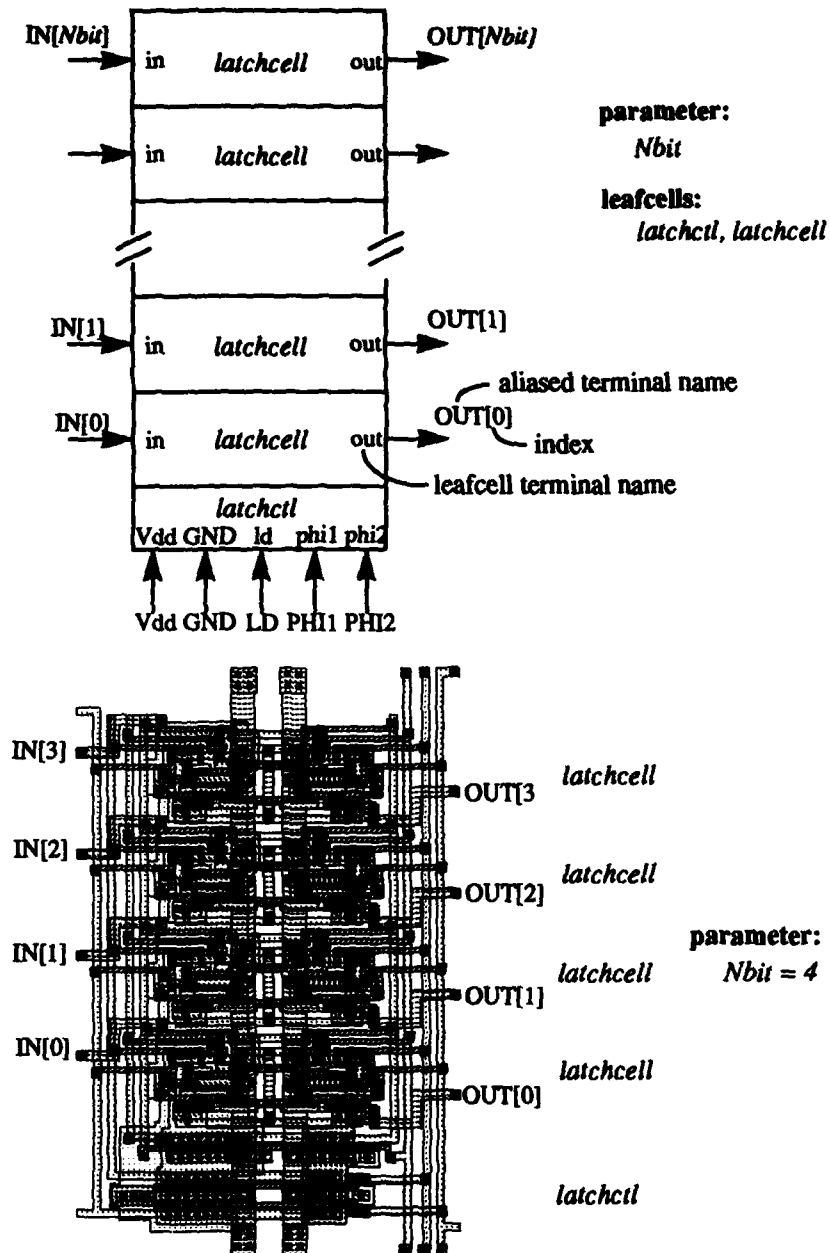 IN[Nbit]
in latchcell out
OUT[Nbit]
in latchcell out
parameter:
Nbit
leafcells:
latchctl, latchcell
IN[1]
in latchcell out
OUT[1]
aliased terminal name
IN[0]
in latchcell out
OUT[0]
index
leafcell terminal name
latchctl
Vdd GND ld phi1 phi2
Vdd GND LD PHI1 PHI2
IN[3]
OUT[3
latchcell
IN[2]
OUT[2]
latchcell
parameter:
Nbit = 4
IN[1]
OUT[1]
latchcell
IN[0]
OUT[0]
latchcell
latchctl